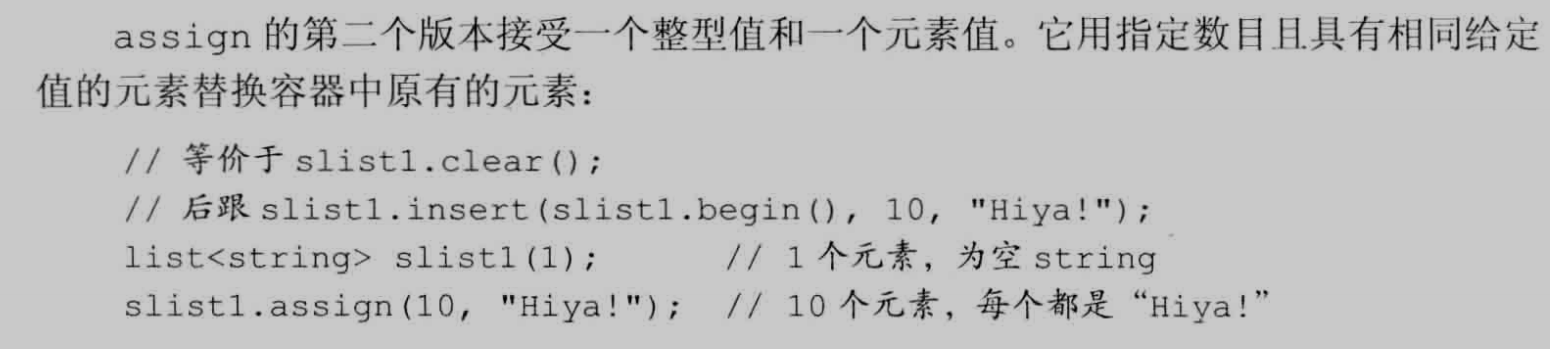 assign 的第二个版本接受一个整型值和一个元素值。它用指定数目且具有相同给定
值的元素替换容器中原有的元素：
// 等价于 slist1.clear();
// 后跟 slist1.insert(slist1.begin(), 10, "Hiya!");
list<string> slist1(1);        // 1 个元素，为空 string
slist1.assign(10, "Hiya!");  // 10 个元素，每个都是“Hiya!”